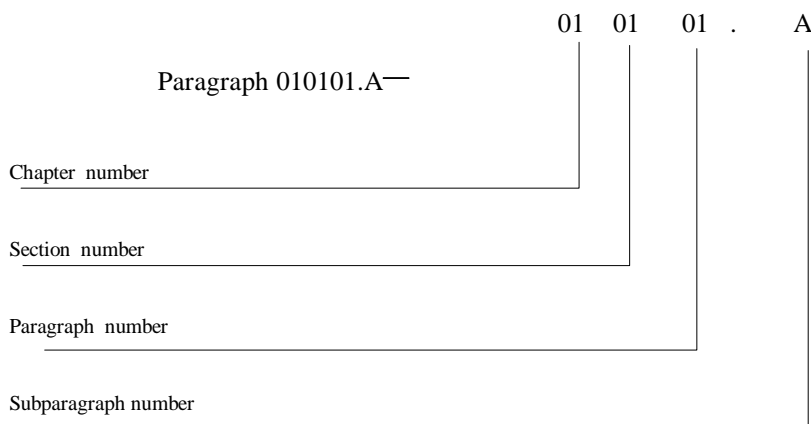 01 01 01 . A
Paragraph 010101.A—
Chapter number
Section number
Paragraph number
Subparagraph number